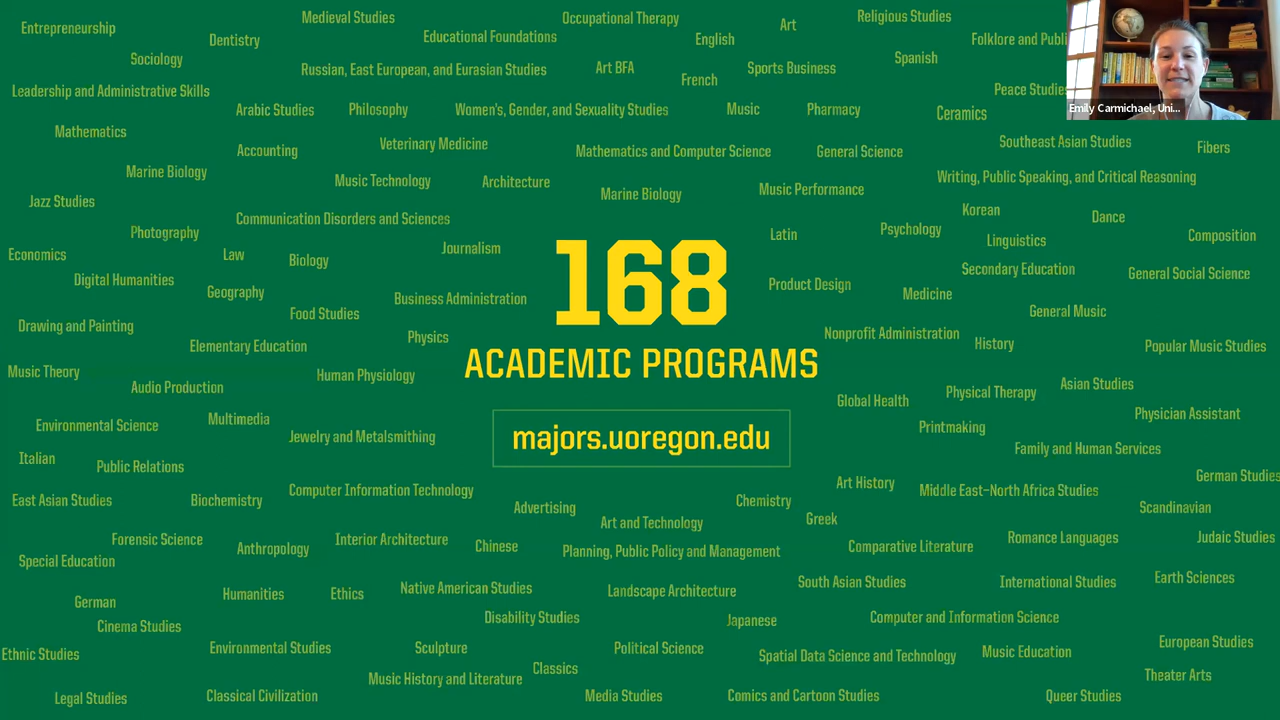 Medieval Studies
Occupational Therapy
Religious Studies
Art
Entrepreneurship
Educational Foundations
English
Folklore and Publi
Dentistry
Sociology
Spanish
Russian, East European, and Eurasian Studies
Art BFA
Sports Business
French
Leadership and Administrative Skills
Peace Studies
Emily Carmichael, Uni...
Arabic Studies
Philosophy
Women's, Gender, and Sexuality Studies
Music
Pharmacy
Ceramics
Mathematics
Veterinary Medicine
Southeast Asian Studies
Fibers
Accounting
Mathematics and Computer Science
General Science
Marine Biology
Music Technology
Architecture
Writing, Public Speaking, and Critical Reasoning
Marine Biology
Music Performance
Jazz Studies
Korean
Dance
Communication Disorders and Sciences
Photography
Latin
Psychology
Linguistics
Composition
Journalism
Economics
Law
Biology
168
Secondary Education
General Social Science
Digital Humanities
Product Design
Geography
Business Administration
Medicine
Food Studies
General Music
Drawing and Painting
Physics
Nonprofit Administration
Elementary Education
History
Popular Music Studies
ACADEMIC PROGRAMS
Music Theory
Human Physiology
Audio Production
Asian Studies
Physical Therapy
Global Health
Physician Assistant
Multimedia
Environmental Science
Printmaking
Jewelry and Metalsmithing
majors.uoregon.edu
Family and Human Services
Italian
Public Relations
German Studies
Art History
Computer Information Technology
Middle East–North Africa Studies
East Asian Studies
Biochemistry
Advertising
Chemistry
Scandinavian
Art and Technology
Greek
Forensic Science
Interior Architecture
Romance Languages
Judaic Studies
Anthropology
Chinese
Planning, Public Policy and Management
Comparative Literature
Special Education
South Asian Studies
International Studies
Earth Sciences
Humanities
Ethics
Native American Studies
Landscape Architecture
German
Disability Studies
Japanese
Computer and Information Science
Cinema Studies
European Studies
Environmental Studies
Sculpture
Political Science
Ethnic Studies
Spatial Data Science and Technology
Music Education
Classics
Music History and Literature
Theater Arts
Legal Studies
Classical Civilization
Media Studies
Comics and Cartoon Studies
Queer Studies